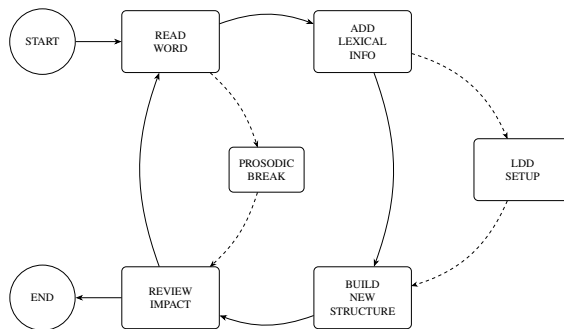 START
READ
WORD
ADD
LEXICAL
INFO
PROSODIC
BREAK
LDD
SETUP
END
REVIEW
IMPACT
BUILD
NEW
STRUCTURE